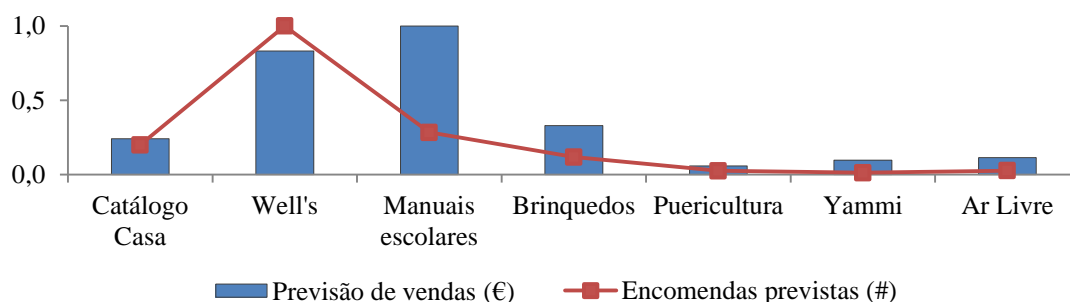 1,0
0,5
0,0
Catálogo Casa
Well's
Manuais escolares
Brinquedos
Puericultura
Yammi
Ar Livre
Previsão de vendas (€)
Encomendas previstas (#)